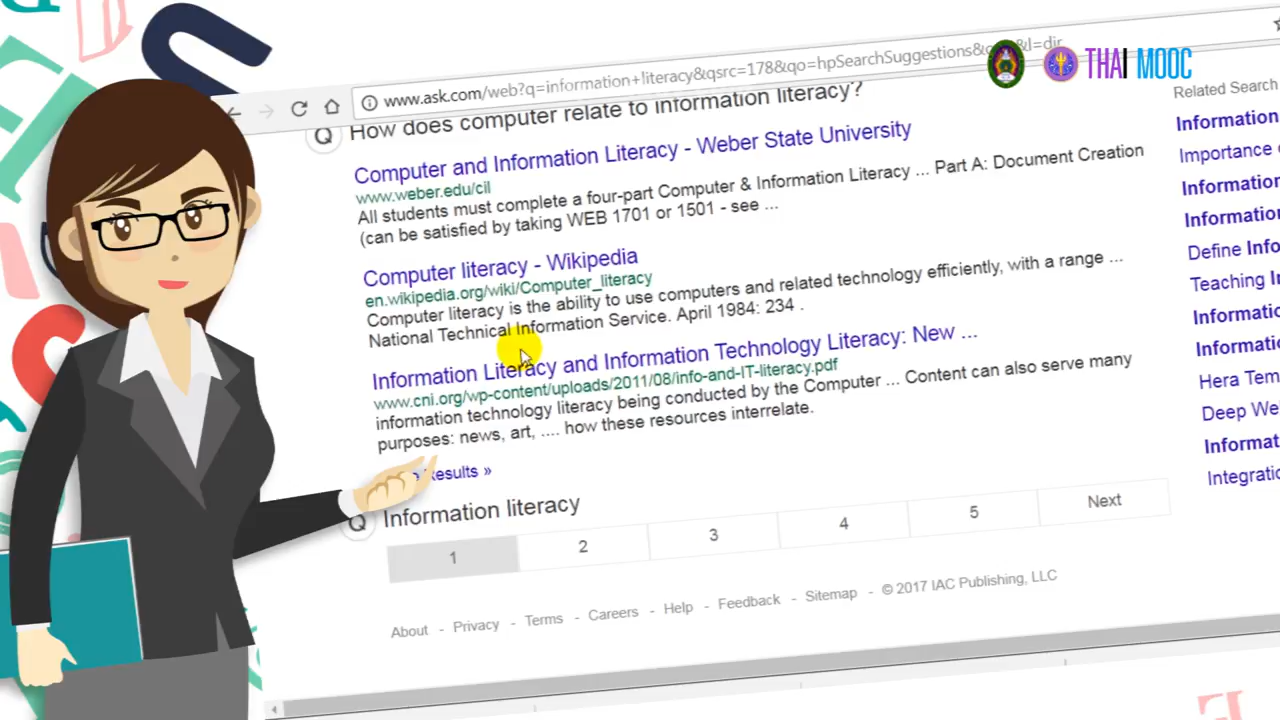 THAI MOOC
www.ask.com/web?q=information+literacy&qsrc=178&qo=hpSearchSuggestions&
l=dir
How does computer relate to information literacy?
Computer and Information Literacy - Weber State University
www.weber.edu/cil
All students must complete a four-part Computer & Information Literacy ... Part A: Document Creation
(can be satisfied by taking WEB 1701 or 1501 - see ...
Computer literacy - Wikipedia
en.wikipedia.org/wiki/Computer_literacy
Computer literacy is the ability to use computers and related technology efficiently, with a range ...
National Technical Information Service. April 1984: 234 .
Information Literacy and Information Technology Literacy: New ...
www.cni.org/wp-content/uploads/2011/08/info-and-IT-literacy.pdf
information technology literacy being conducted by the Computer ... Content can also serve many
purposes: news, art, .... how these resources interrelate.
Results »
Information literacy
1 2 3 4 5 Next
About - Privacy - Terms - Careers - Help - Feedback - Sitemap - © 2017 IAC Publishing, LLC
Related Search
Information
Importance
Information
Information
Define Info
Teaching
Information
Information
Hera
Deep
Information